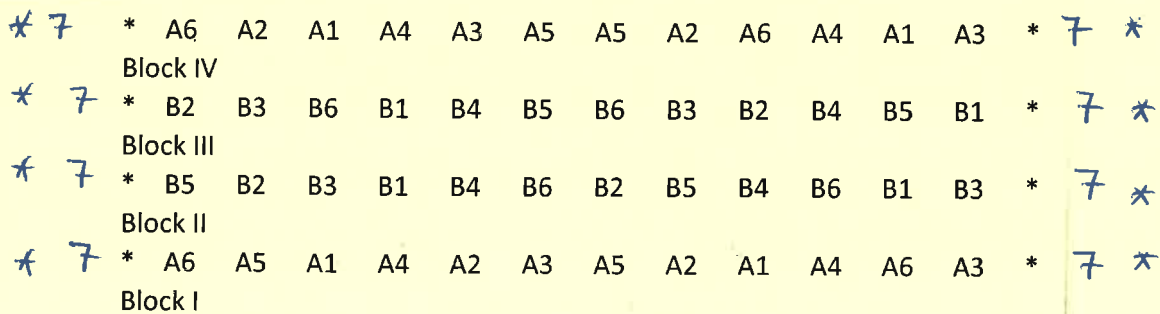 * 7 * A6 A2 A1 A4 A3 A5 A5 A2 A6 A4 A1 A3 * 7 *
Block IV
* 7 * B2 B3 B6 B1 B4 B5 B6 B3 B2 B4 B5 B1 * 7 *
Block III
* 7 * B5 B2 B3 B1 B4 B6 B2 B5 B4 B6 B1 B3 * 7 *
Block II
* 7 * A6 A5 A1 A4 A2 A3 A5 A2 A1 A4 A6 A3 * 7 *
Block I